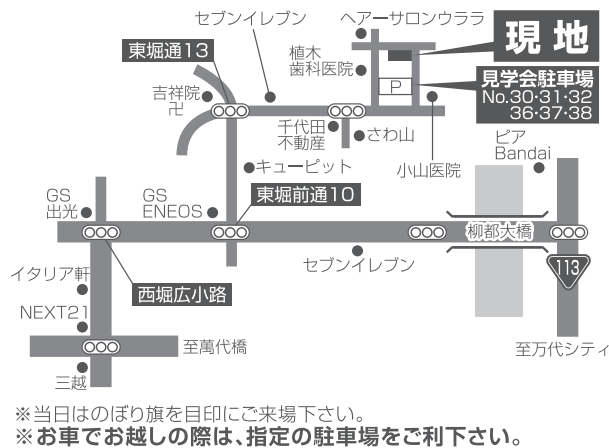 セブンイレブン
ヘアーサロンウララ
現地
東堀通13
植木
歯科医院
吉祥院
卍
P
見学会駐車場
No.30・31・32
36・37・38
千代田
不動産
さわ山
小山医院
ピア
Bandai
キューピット
GS
出光
GS
ENEOS
東堀前通10
柳都大橋
セブンイレブン
113
イタリア軒
西堀広小路
NEXT21
至萬代橋
至万代シティ
三越
※当日はのぼり旗を目印にご来場下さい。
※お車でお越しの際は、指定の駐車場をご利下さい。